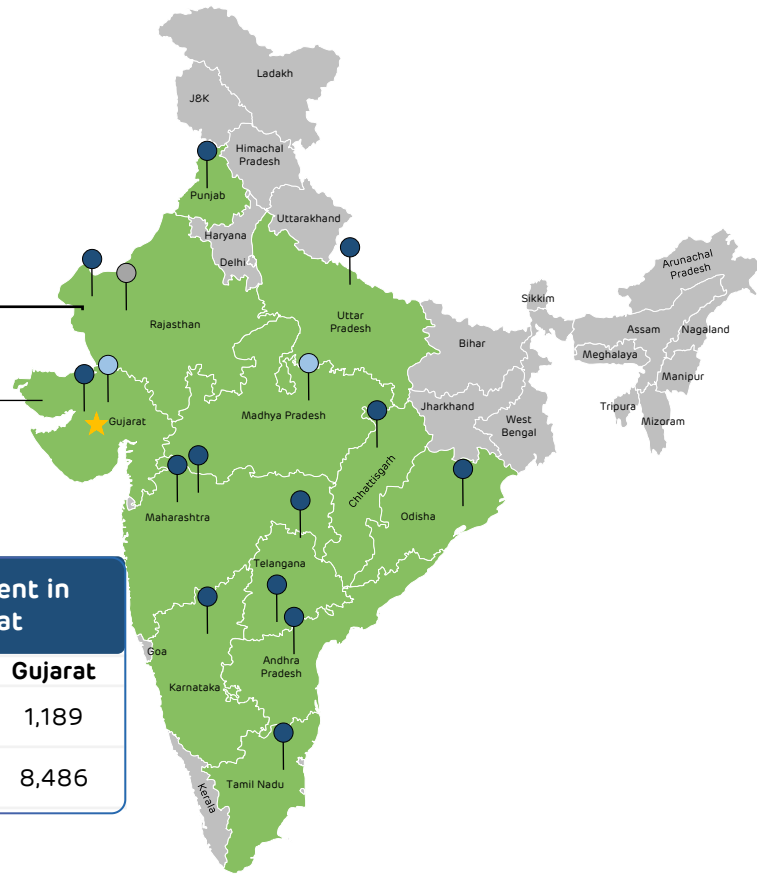 Ladakh
J&K
Himachal
Pradesh
Punjab
Uttarakhand
Haryana
Delhi
Arunachal
Pradesh
Sikkim
Rajasthan
Uttar
Pradesh
Assam
Nagaland
Bihar
Meghalaya
Manipur
Jharkhand
Tripura
Mizoram
West
Bengal
Gujarat
Madhya Pradesh
Chhattisgarh
Maharashtra
Odisha
Telangana
ent in
at
Goa
Gujarat
Andhra
Pradesh
Karnataka
1,189
8,486
Tamil Nadu
Kerala